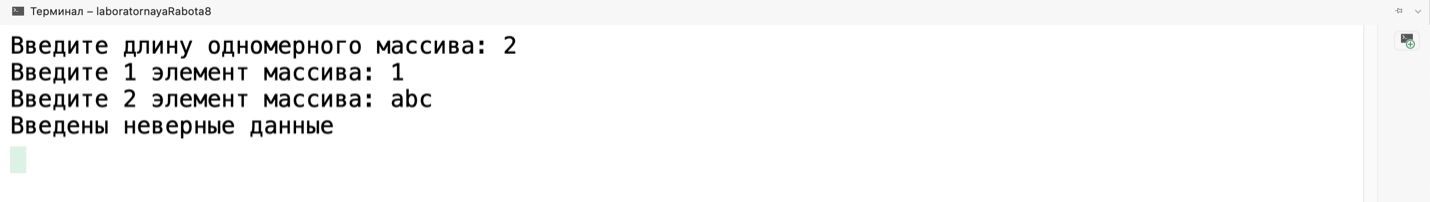 Терминал – laboratornayaRabota8
Введите длину одномерного массива: 2
Введите 1 элемент массива: 1
Введите 2 элемент массива: abc
Введены неверные данные